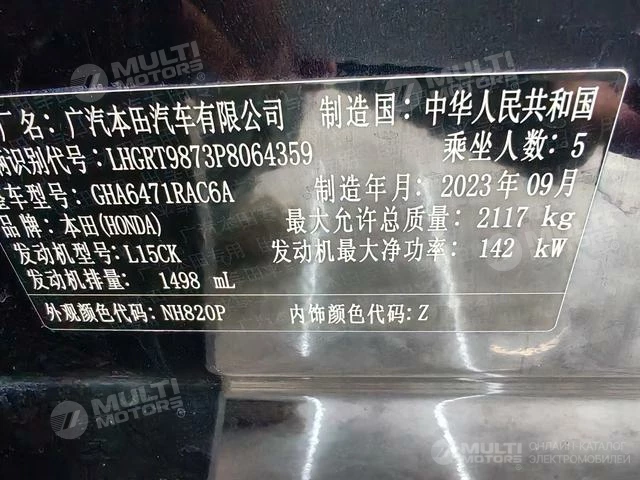 MULTI MOTORS
MULTI MOTORS
厂名：广汽本田汽车有限公司 制造国：中华人民共和国
识别代号：LHGRT9873P8064359 乘坐人数：5
车型号：GHA6471RAC6A 制造年月：2023年09月
品牌：本田(HONDA) 最大允许总质量：2117 kg
发动机型号：L15CK 发动机最大净功率：142 kW
发动机排量：1498 mL
外观颜色代码：NH820P 内饰颜色代码：Z
MULTI MOTORS
MULTI MOTORS
MULTI MOTORS ОНЛАЙН-КАТАЛОГ ЭЛЕКТРОМОБИЛЕЙ